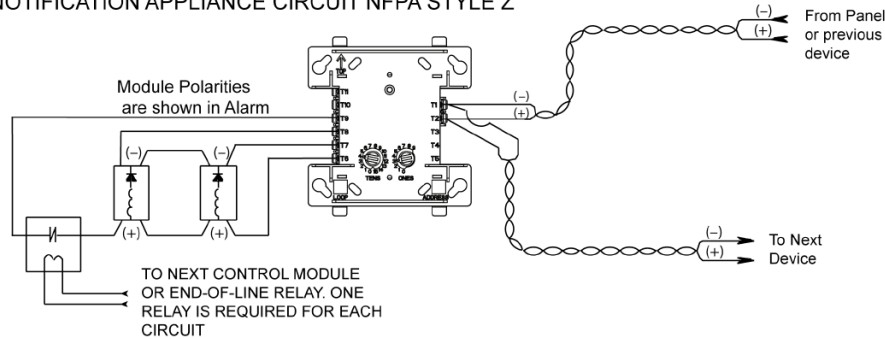 NOTIFICATION APPLIANCE CIRCUIT NFPA STYLE Z
(–)
(+)
From Panel
or previous
device
Module Polarities
are shown in Alarm
TOP
T11
T10
T9
T8
T7
T6
T1
T2
T3
T4
T5
(–)
(+)
(–)
(–)
(+)
(+)
TENS
ONES
LOOP
ADDRESS
(–)
(+)
To Next
Device
TO NEXT CONTROL MODULE
OR END-OF-LINE RELAY. ONE
RELAY IS REQUIRED FOR EACH
CIRCUIT